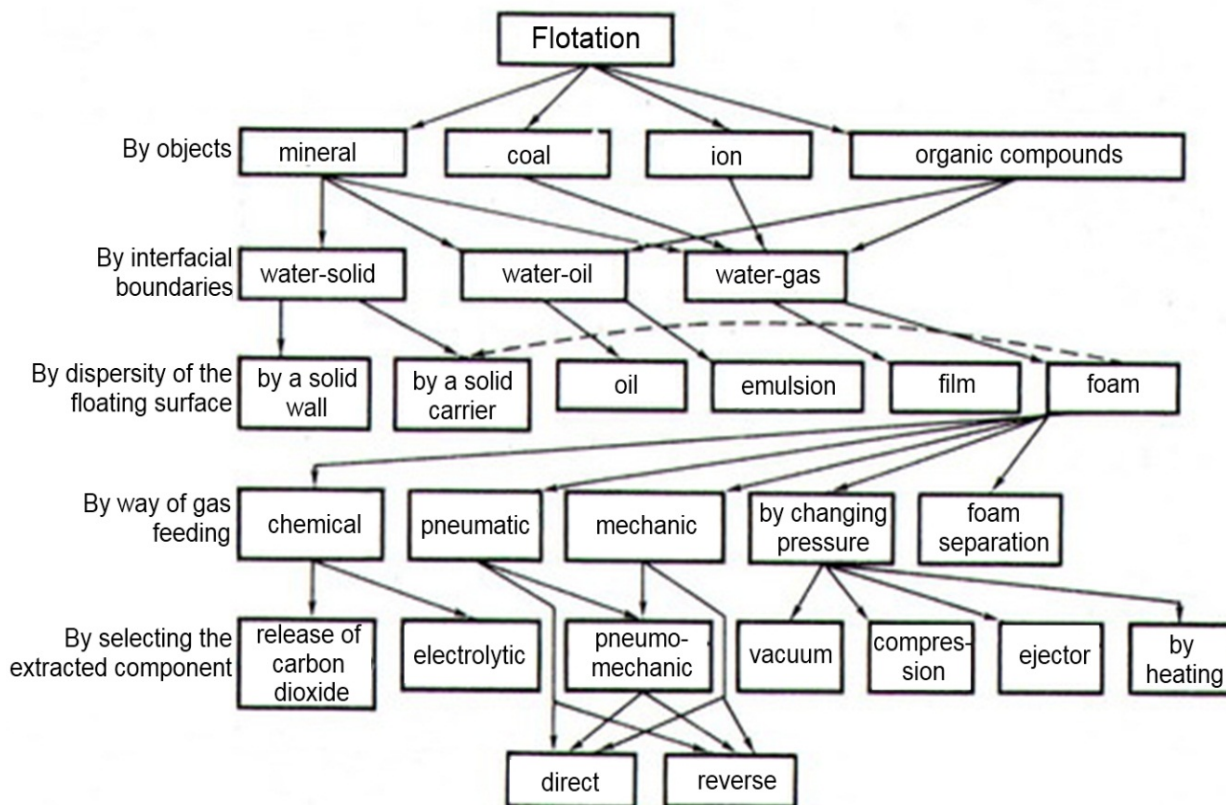 Flotation
By objects
mineral
coal
ion
organic compounds
By interfacial
boundaries
water-solid
water-oil
water-gas
By dispersity of the
floating surface
by a solid
wall
by a solid
carrier
oil
emulsion
film
foam
By way of gas
feeding
chemical
pneumatic
mechanic
by changing
pressure
foam
separation
By selecting the
extracted component
release of
carbon
dioxide
electrolytic
pneumo-
mechanic
vacuum
compres-
sion
ejector
by
heating
direct
reverse